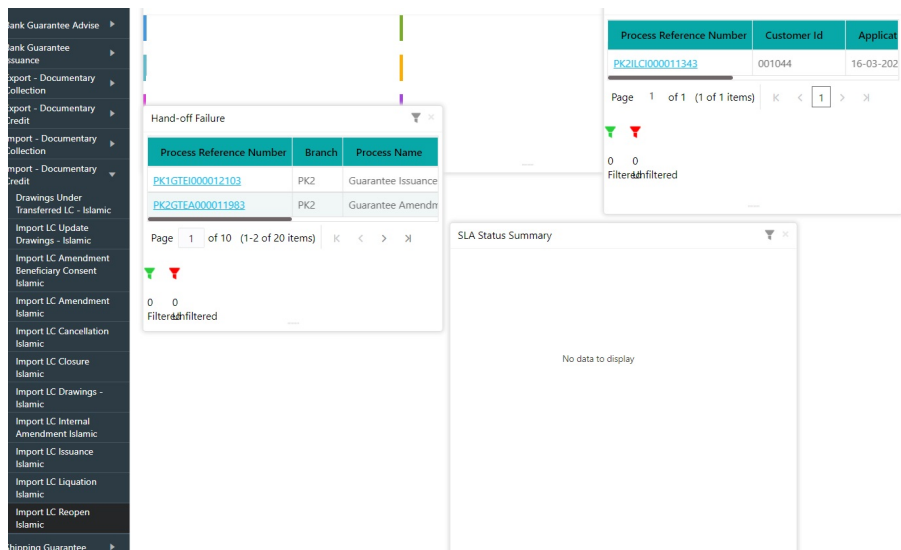 ank Guarantee Advise
ank Guarantee
ssuance
xport - Documentary
Collection
xport - Documentary
Credit
mport - Documentary
Collection
mport - Documentary
Credit
Drawings Under
Transferred LC - Islamic
Import LC Update
Drawings - Islamic
Import LC Amendment
Beneficiary Consent
Islamic
Import LC Amendment
Islamic
Import LC Cancellation
Islamic
Import LC Closure
Islamic
Import LC Drawings -
Islamic
Import LC Internal
Amendment Islamic
Import LC Issuance
Islamic
Import LC Liquation
Islamic
Import LC Reopen
Islamic
hipping Guarantee
Hand-off Failure
Process Reference Number Branch Process Name
PK1GTEI000012103 PK2 Guarantee Issuance
PK2GTEA000011983 PK2 Guarantee Amendm
Page 1 of 10 (1-2 of 20 items)
0 0
Filtered Unfiltered
Process Reference Number Customer Id Applicat
PK2ILCI000011343 001044 16-03-202
Page 1 of 1 (1 of 1 items) 1
0 0
Filtered Unfiltered
SLA Status Summary
No data to display